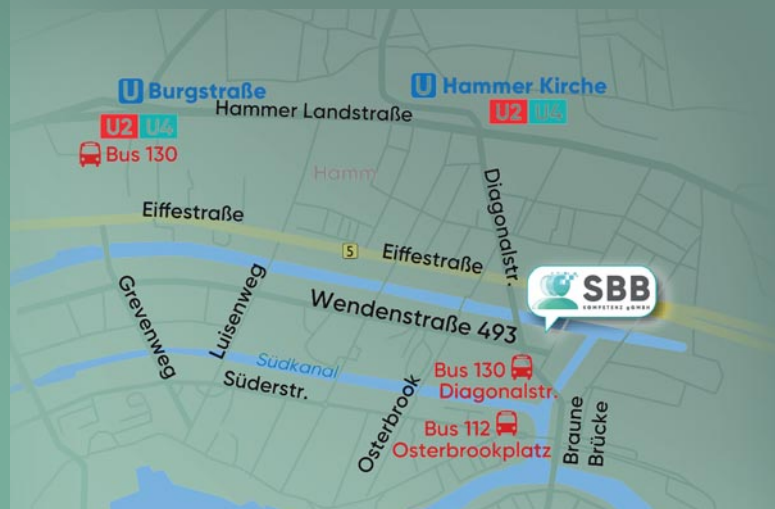 U Burgstraße
U Hammer Kirche
Hammer Landstraße
U2 U4
U2 U4
Bus 130
Hamm
Diagonalstr.
Eiffestraße
5
Eiffestraße
SBB
KOMPETENZ gGMBH
Grevenweg
Luisenweg
Wendenstraße 493
Südkanal
Süderstr.
Osterbrook
Bus 130
Diagonalstr.
Bus 112
Osterbrookplatz
Braune
Brücke